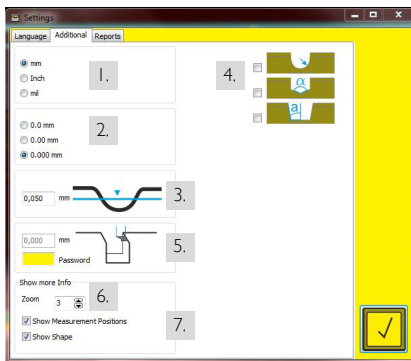 Settings
Language Additional Reports
mm
Inch
mil
1.
0.0 mm
0.00 mm
0.000 mm
2.
0,050 mm
3.
4.
α
a
0,000 mm
Password
5.
Show more Info
Zoom 3
6.
Show Measurement Positions
Show Shape
7.